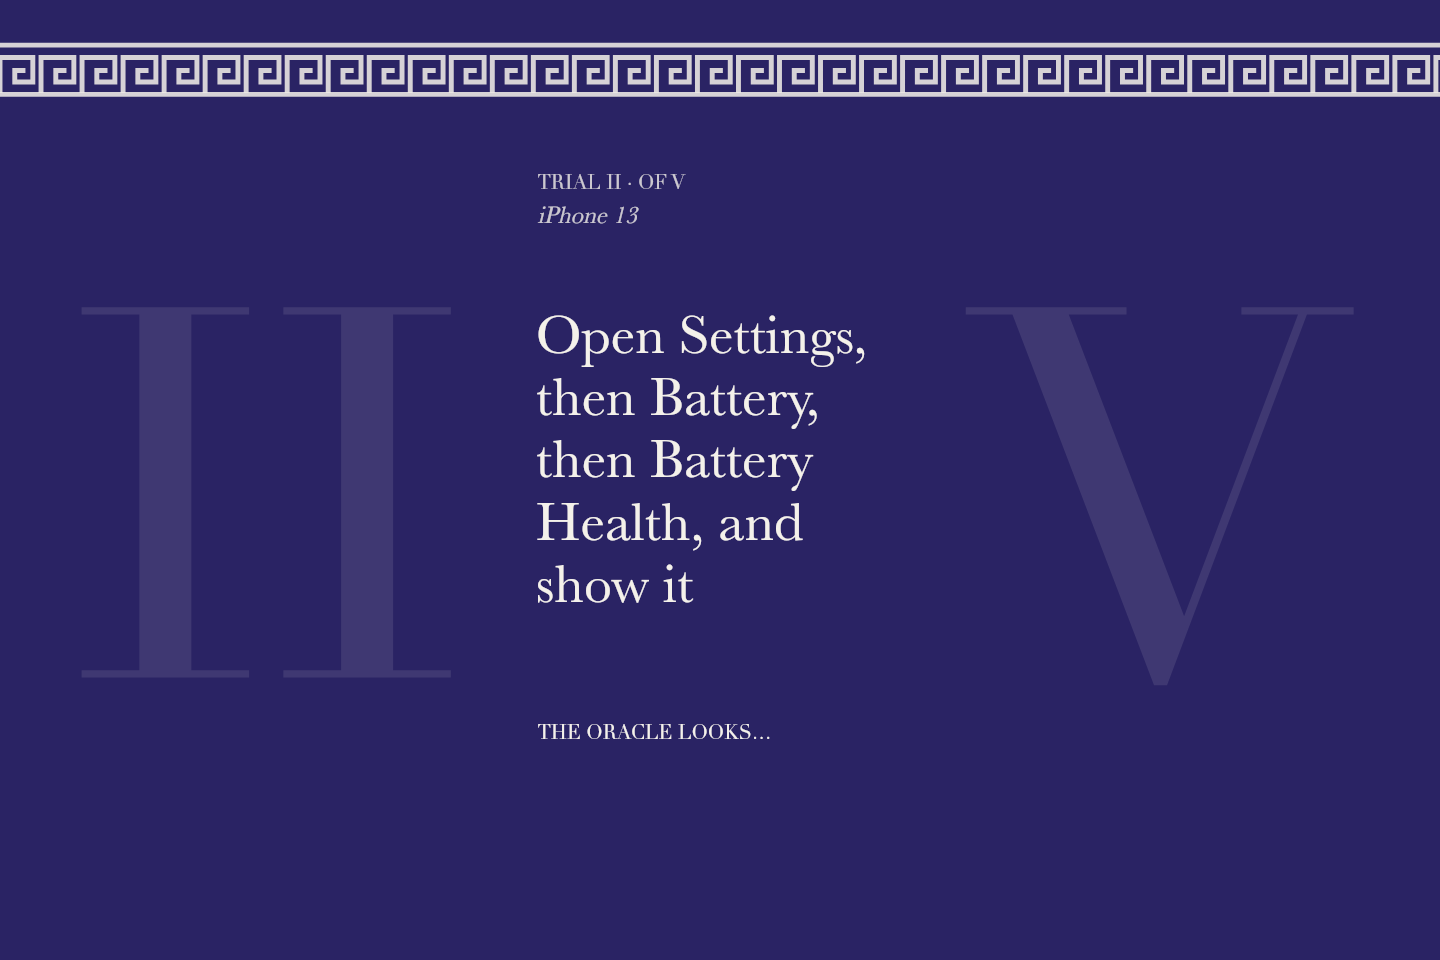 TRIAL II · OF V
iPhone 13
II
V
Open Settings,
then Battery,
then Battery
Health, and
show it
THE ORACLE LOOKS...